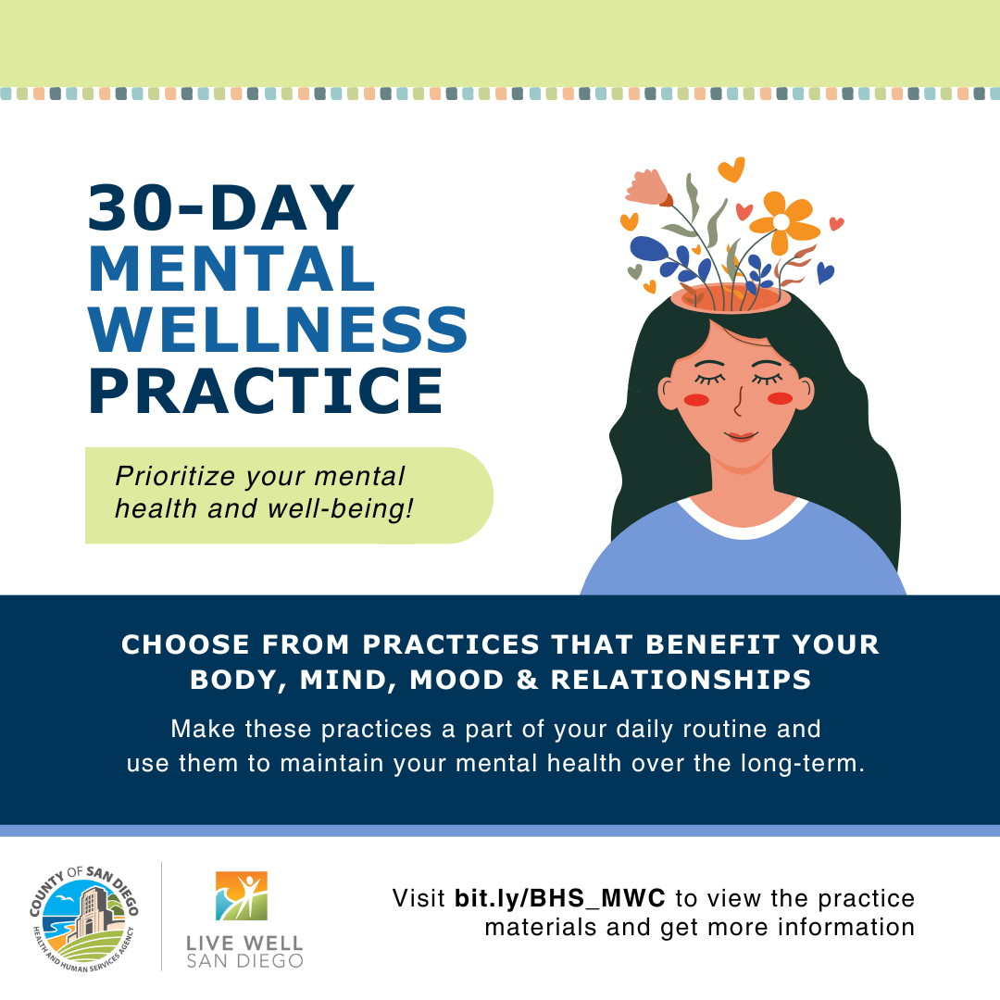 30-DAY
MENTAL
WELLNESS
PRACTICE
Prioritize your mental
health and well-being!
CHOOSE FROM PRACTICES THAT BENEFIT YOUR
BODY, MIND, MOOD & RELATIONSHIPS
Make these practices a part of your daily routine and
use them to maintain your mental health over the long-term.
COUNTY OF SAN DIEGO
HEALTH AND HUMAN SERVICES AGENCY
LIVE WELL
SAN DIEGO
Visit bit.ly/BHS_MWC to view the practice
materials and get more information